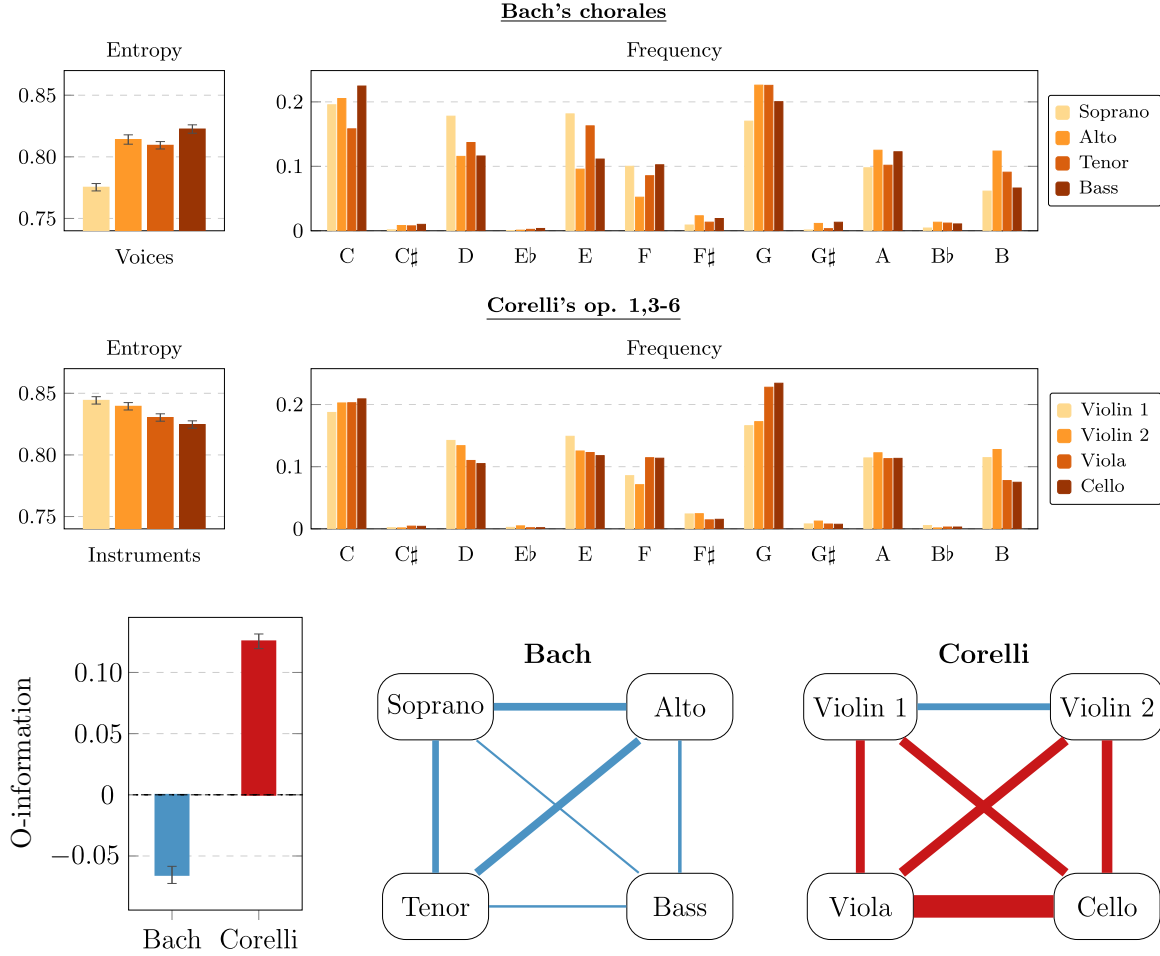 Bach's chorales
Entropy
Frequency
0.85
0.80
0.75
Voices
0.2
0.1
0
C C♯ D E♭ E F F♯ G G♯ A B♭ B
Soprano
Alto
Tenor
Bass
Corelli's op. 1,3-6
Entropy
Frequency
0.85
0.80
0.75
Instruments
0.2
0.1
0
C C♯ D E♭ E F F♯ G G♯ A B♭ B
Violin 1
Violin 2
Viola
Cello
O-information
0.10
0.05
0
−0.05
Bach Corelli
Bach
Soprano Alto
Tenor Bass
Corelli
Violin 1 Violin 2
Viola Cello